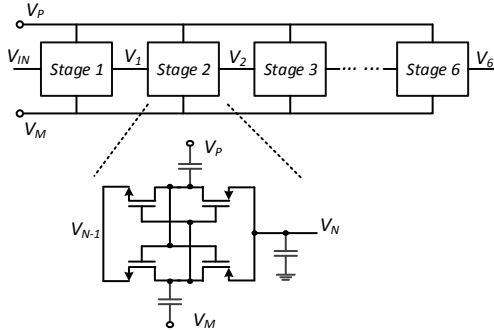 V_P
V_IN Stage 1 V_1 Stage 2 V_2 Stage 3 ... ... Stage 6 V_6
V_M
V_P
V_N-1 V_N
V_M